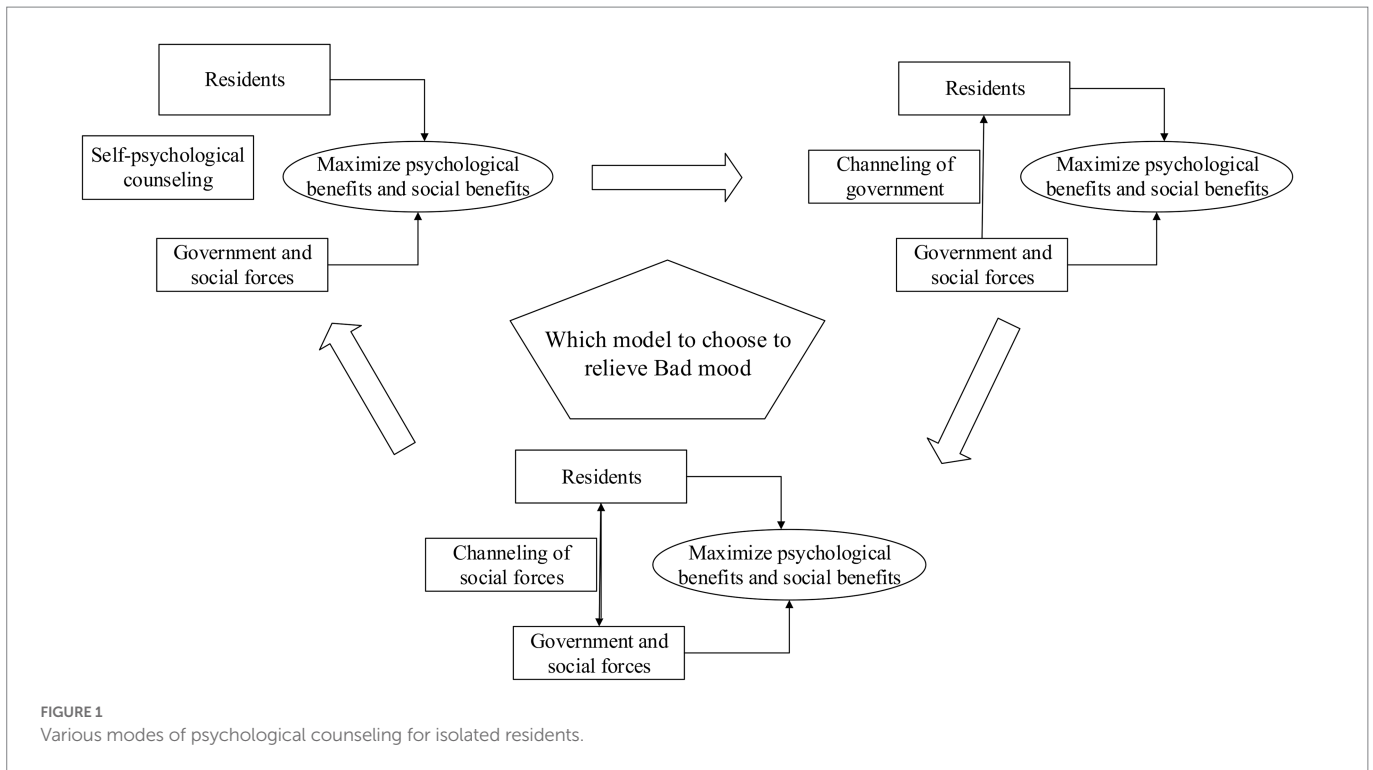 Residents
Self-psychological
counseling
Maximize psychological
benefits and social benefits
Government and
social forces
Residents
Channeling of
government
Maximize psychological
benefits and social benefits
Government and
social forces
Which model to choose to
relieve Bad mood
Residents
Channeling of
social forces
Maximize psychological
benefits and social benefits
Government and
social forces
FIGURE 1
Various modes of psychological counseling for isolated residents.